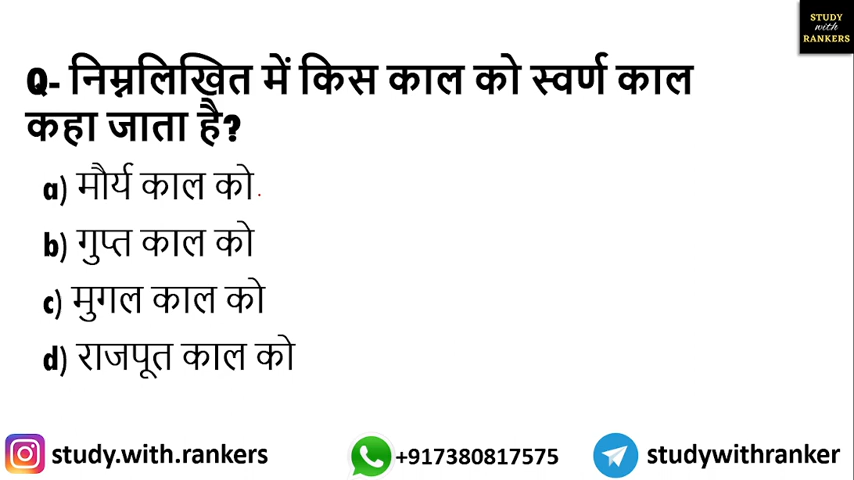 STUDY
with
RANKERS
Q- निम्नलिखित में किस काल को स्वर्ण काल
कहा जाता है?
a) मौर्य काल को
b) गुप्त काल को
c) मुगल काल को
d) राजपूत काल को
study.with.rankers
+917380817575
studywithranker